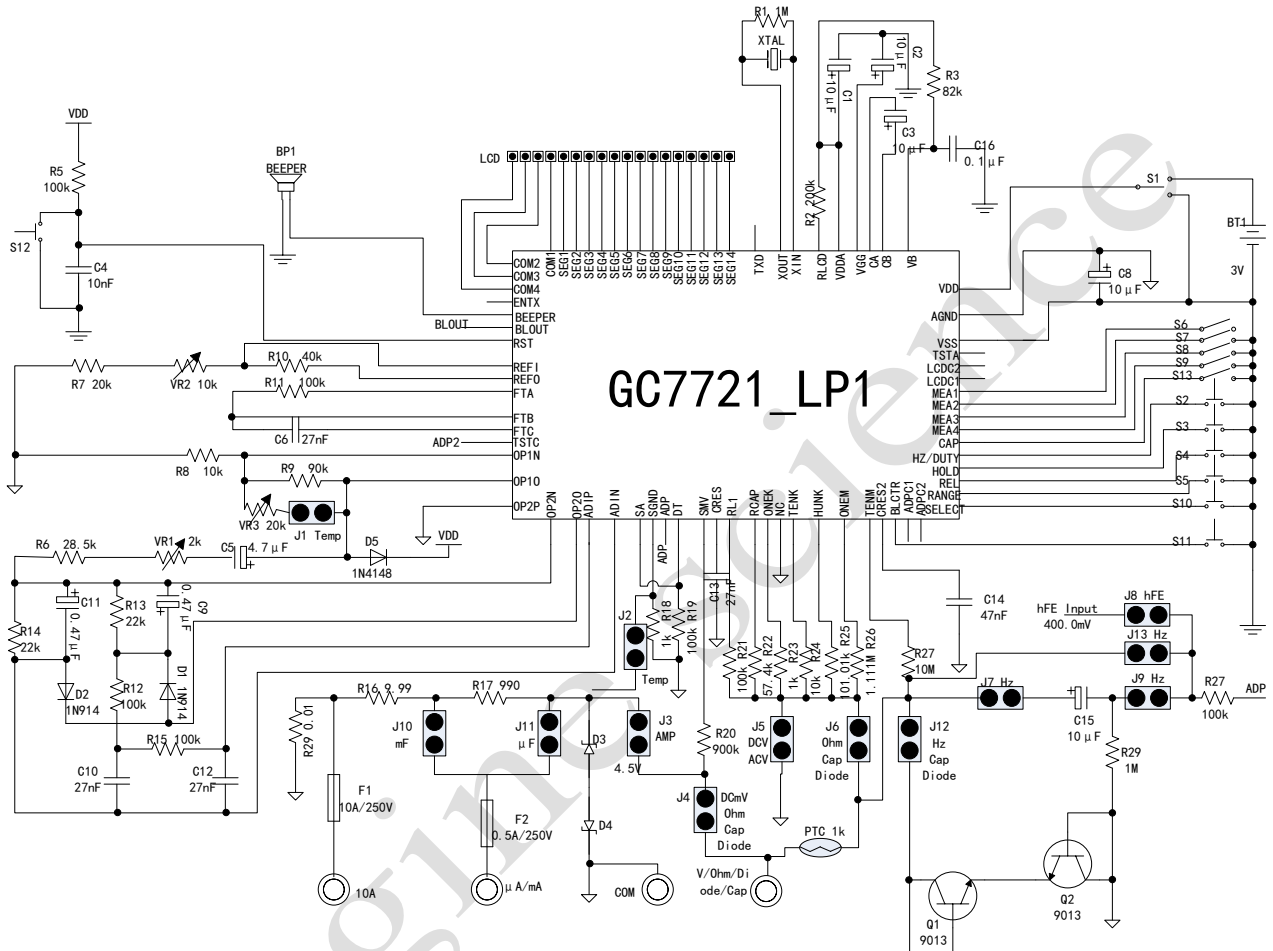 R1 1M
XTAL
10μF
C2
R3
82k
C1
10μF
C3
10μF
C16
0.1μF
R2 200k
VDD
R5
100k
S12
C4
10nF
BP1
BEEPER
LCD
S1
BT1
3V
C8
10μF
COM1
SEG1
SEG2
SEG3
SEG4
SEG5
SEG6
SEG7
SEG8
SEG9
SEG10
SEG11
SEG12
SEG13
SEG14
TXD
XOUT
XIN
RLCD
VDDA
VGG
CA
CB
VB
COM2
COM3
COM4
ENTX
BEEPER
BLOUT
BLOUT
RST
REFI
REFO
FTA
FTB
FTC
TSTC
ADP2
OP1N
OP1O
OP2P
GC7721_LP1
VDD
AGND
VSS
TSTA
LCDC2
LCDC1
MEA1
MEA2
MEA3
MEA4
CAP
HZ/DUTY
HOLD
REL
RANGE
SELECT
S6
S7
S8
S9
S13
S2
S3
S4
S5
S10
S11
R7 20k
VR2 10k
R10 40k
R11 100k
C6 27nF
R8 10k
R9 90k
VR3 20k
J1 Temp
OP2N
OP2O
ADIP
ADIN
SA
SGND
ADP
DT
SMV
CRES
RL1
RCAP
ONEK
NC
TENK
HUNK
ONEM
TENM
CRES2
BLCTR
ADPC1
ADPC2
R6 28.5k
VR1 2k
C5 4.7μF
D5
1N4148
VDD
ADP
C11
0.47μF
R13
22k
C9
0.47μF
R14
22k
D2
1N914
R12
100k
D1
1N914
R15 100k
C10
27nF
C12
27nF
J2
Temp
1k R18
100k R19
C13
27nF
100k R21
57.4k R22
1k R23
10k R24
101.01k R25
1.111M R26
C14
47nF
R27
10M
hFE Input
400.0mV
J8 hFE
J13 Hz
J7 Hz
J9 Hz
R27
100k
ADP
C15
10μF
R29
1M
R29 0.01
R16 9.99
R17 990
J10
mF
J11
μF
D3
J3
AMP
4.5V
R20
900k
J5
DCV
ACV
J6
Ohm
Cap
Diode
J12
Hz
Cap
Diode
F1
10A/250V
F2
0.5A/250V
D4
J4
DCmV
Ohm
Cap
Diode
PTC 1k
10A
μA/mA
COM
V/Ohm/Di
ode/Cap
Q1
9013
Q2
9013
gine science